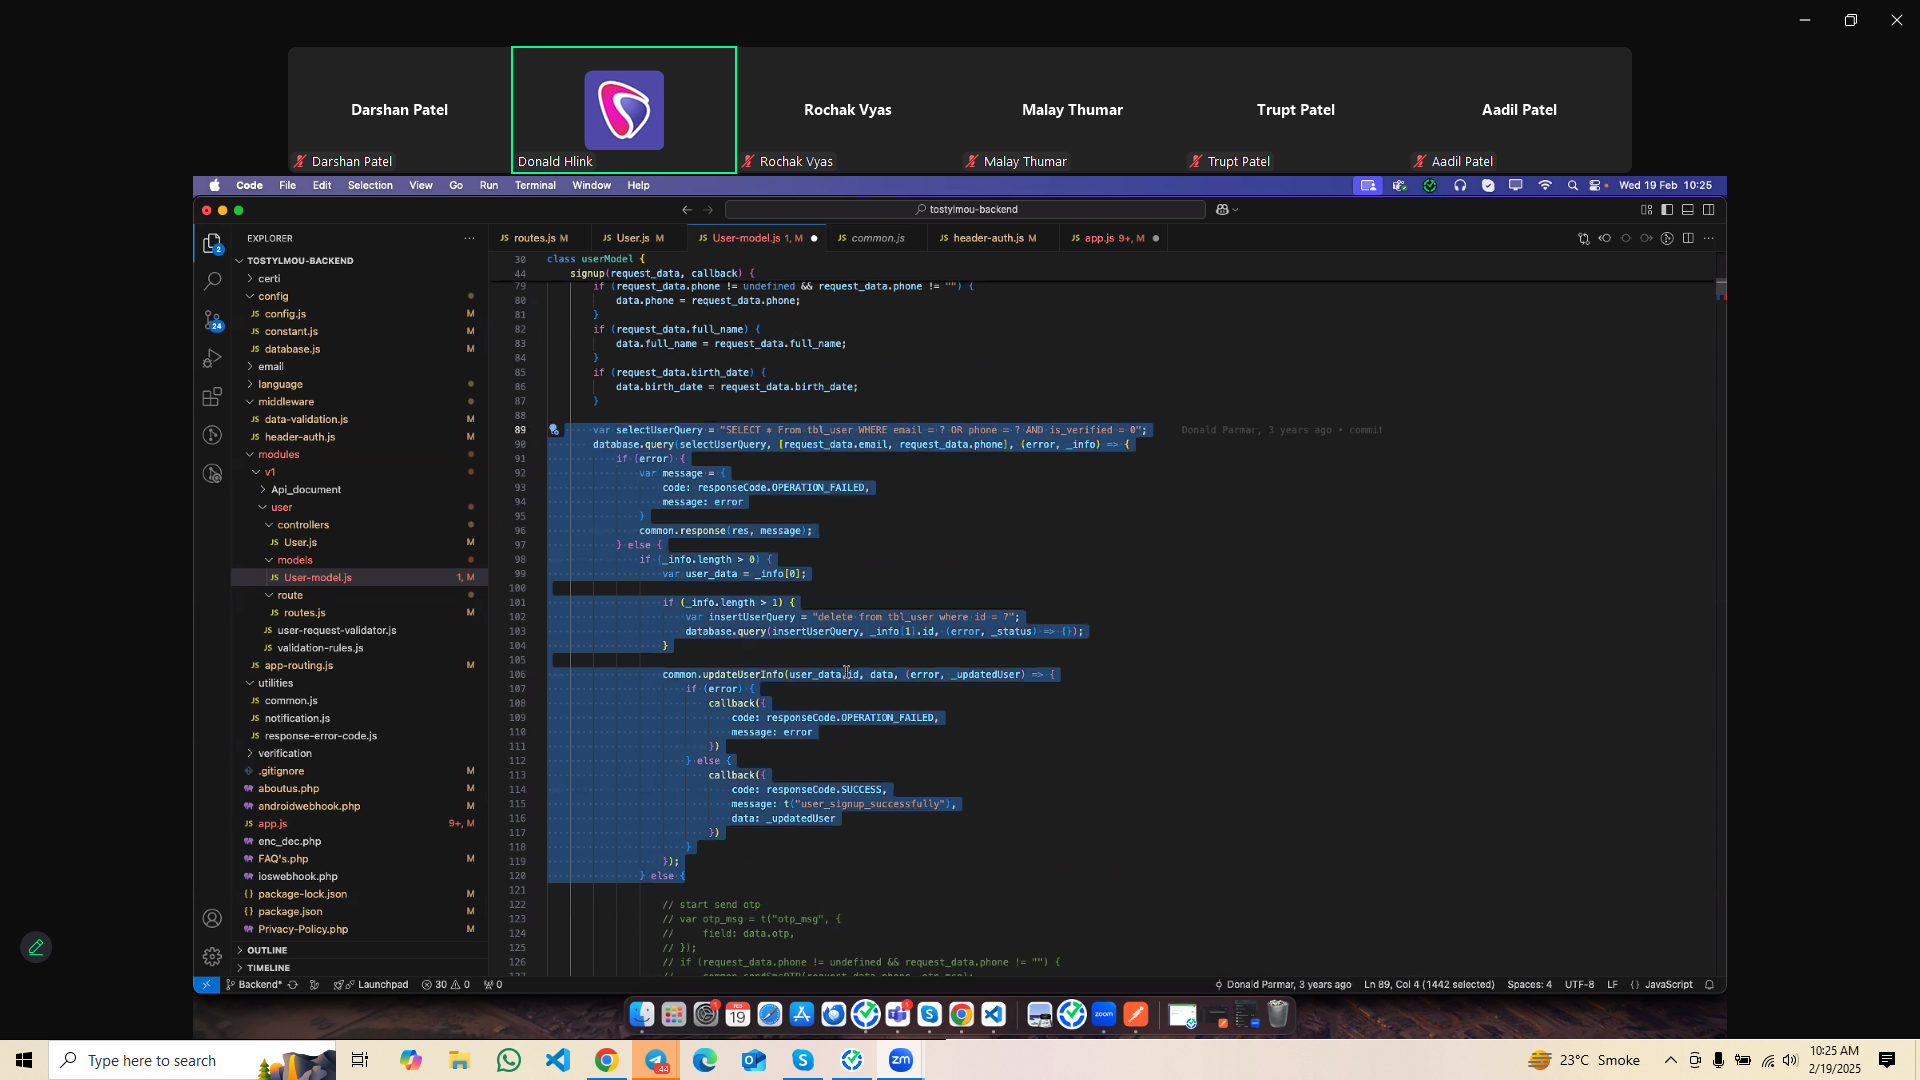 Darshan Patel
Rochak Vyas
Malay Thumar
Trupt Patel
Aadil Patel
Darshan Patel
Donald Hlink
Rochak Vyas
Malay Thumar
Trupt Patel
Aadil Patel
Code File Edit Selection View Go Run Terminal Window Help
Wed 19 Feb 10:25
tostylmou-backend
EXPLORER
routes.js M
User.js M
User-model.js 1, M
common.js
header-auth.js M
app.js 9+, M
TOSTYLMOU-BACKEND
certi
config
config.js M
constant.js M
database.js M
email
language
middleware
data-validation.js M
header-auth.js M
modules
v1
Api_document
user
controllers
User.js M
models
User-model.js 1, M
route
routes.js M
user-request-validator.js M
validation-rules.js M
app-routing.js M
utilities
common.js M
notification.js M
response-error-code.js M
verification
.gitignore M
aboutus.php M
androidwebhook.php M
app.js 9+, M
enc_dec.php
FAQ's.php M
ioswebhook.php
package-lock.json M
package.json M
Privacy-Policy.php M
OUTLINE
TIMELINE
30 class userModel {
44 signup(request_data, callback) {
79 if (request_data.phone != undefined && request_data.phone != "") {
80 data.phone = request_data.phone;
81 }
82 if (request_data.full_name) {
83 data.full_name = request_data.full_name;
84 }
85 if (request_data.birth_date) {
86 data.birth_date = request_data.birth_date;
87 }
88
89 var selectUserQuery = "SELECT * From tbl_user WHERE email = ? OR phone = ? AND is_verified = 0"; Donald Parmar, 3 years ago • commit
90 database.query(selectUserQuery, [request_data.email, request_data.phone], (error, _info) => {
91 if (error) {
92 var message = {
93 code: responseCode.OPERATION_FAILED,
94 message: error
95 }
96 common.response(res, message);
97 } else {
98 if (_info.length > 0) {
99 var user_data = _info[0];
100
101 if (_info.length > 1) {
102 var insertUserQuery = "delete from tbl_user where id = ?";
103 database.query(insertUserQuery, _info[1].id, (error, _status) => {});
104 }
105
106 common.updateUserInfo(user_data.id, data, (error, _updatedUser) => {
107 if (error) {
108 callback({
109 code: responseCode.OPERATION_FAILED,
110 message: error
111 })
112 } else {
113 callback({
114 code: responseCode.SUCCESS,
115 message: t("user_signup_successfully"),
116 data: _updatedUser
117 })
118 }
119 });
120 } else {
121
122 // start send otp
123 // var otp_msg = t("otp_msg", {
124 // field: data.otp,
125 // });
126 // if (request_data.phone != undefined && request_data.phone != "") {
Backend* Launchpad 30 0 0
Donald Parmar, 3 years ago Ln 89, Col 4 (1442 selected) Spaces: 4 UTF-8 LF {} JavaScript
Type here to search
23°C Smoke
10:25 AM
2/19/2025